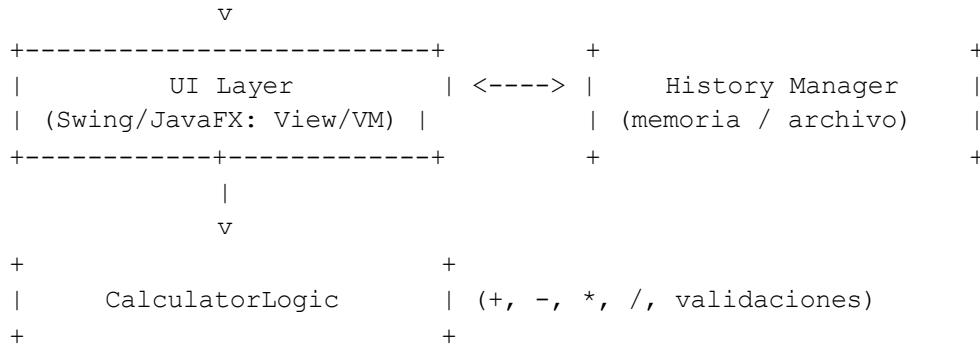 v
+--------------------------+ + +
| UI Layer | <----> | History Manager |
| (Swing/JavaFX: View/VM) | | (memoria / archivo) |
+------------+-------------+ + +
|
v
+ +
| CalculatorLogic | (+, -, *, /, validaciones)
+ +